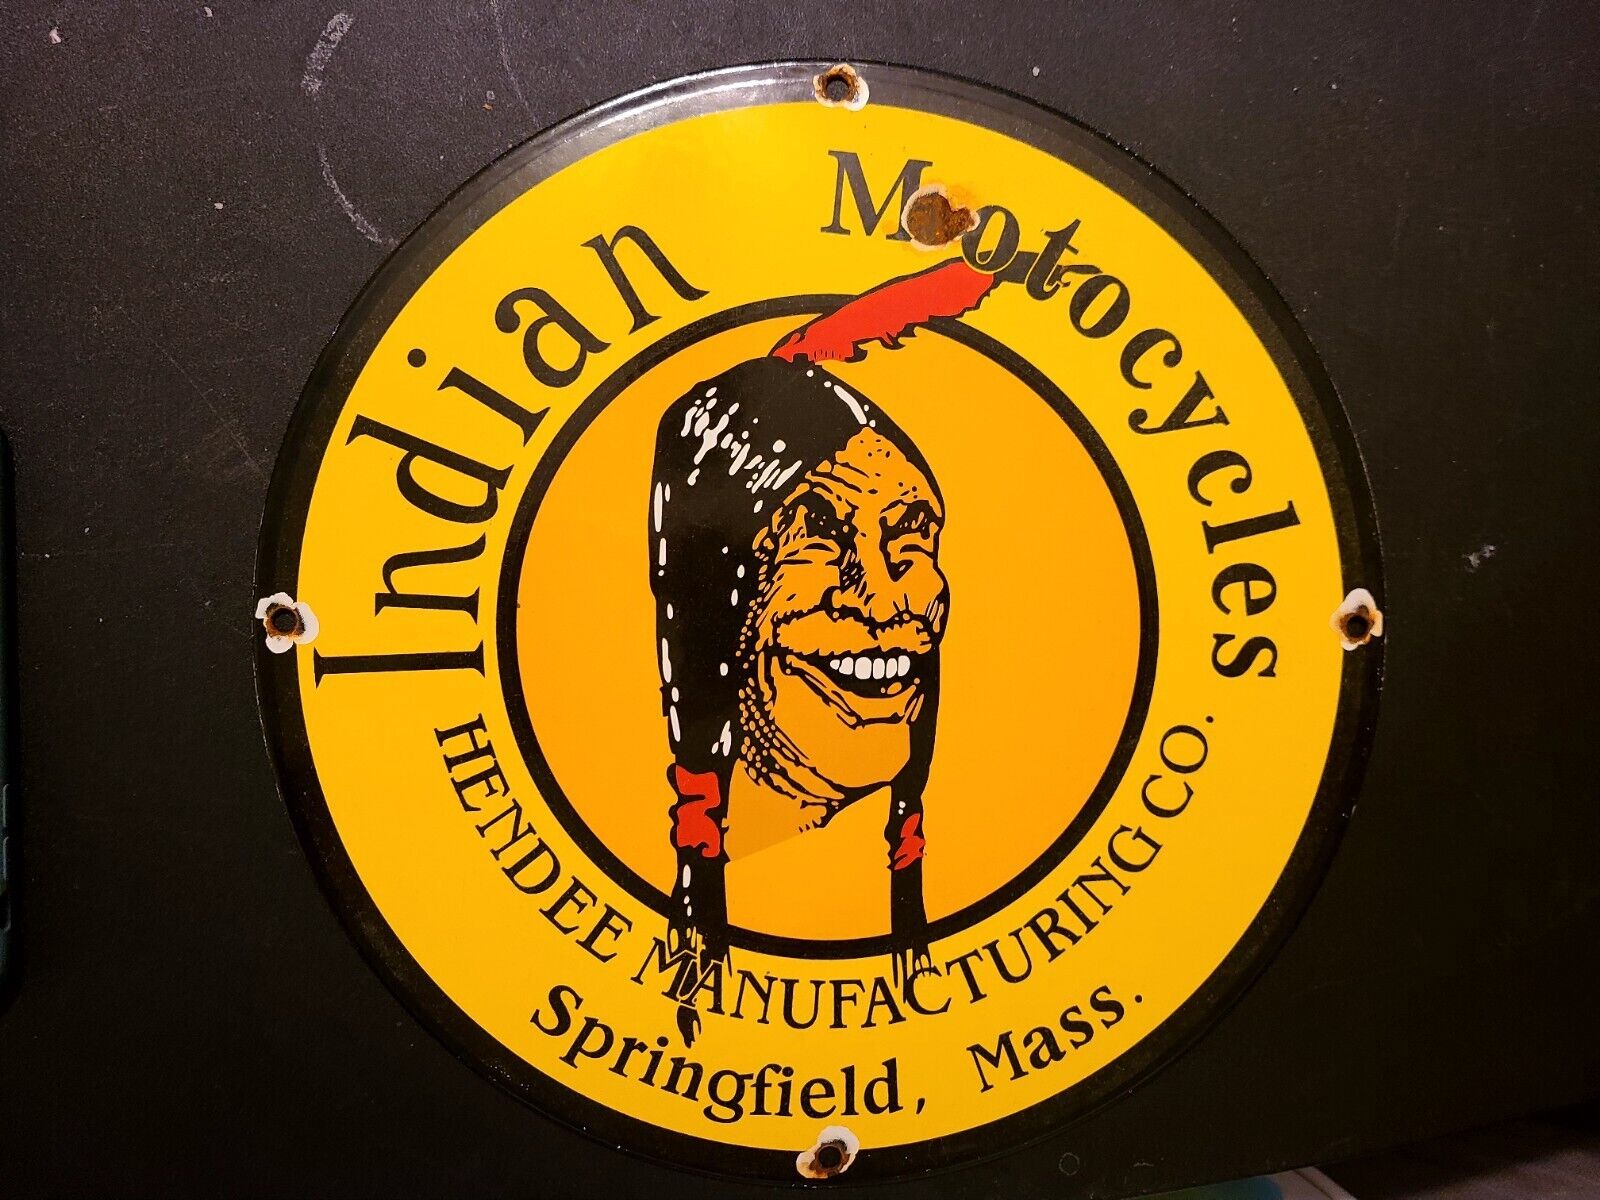 Indian Motocycles
HENDEE MANUFACTURING CO.
Springfield, Mass.